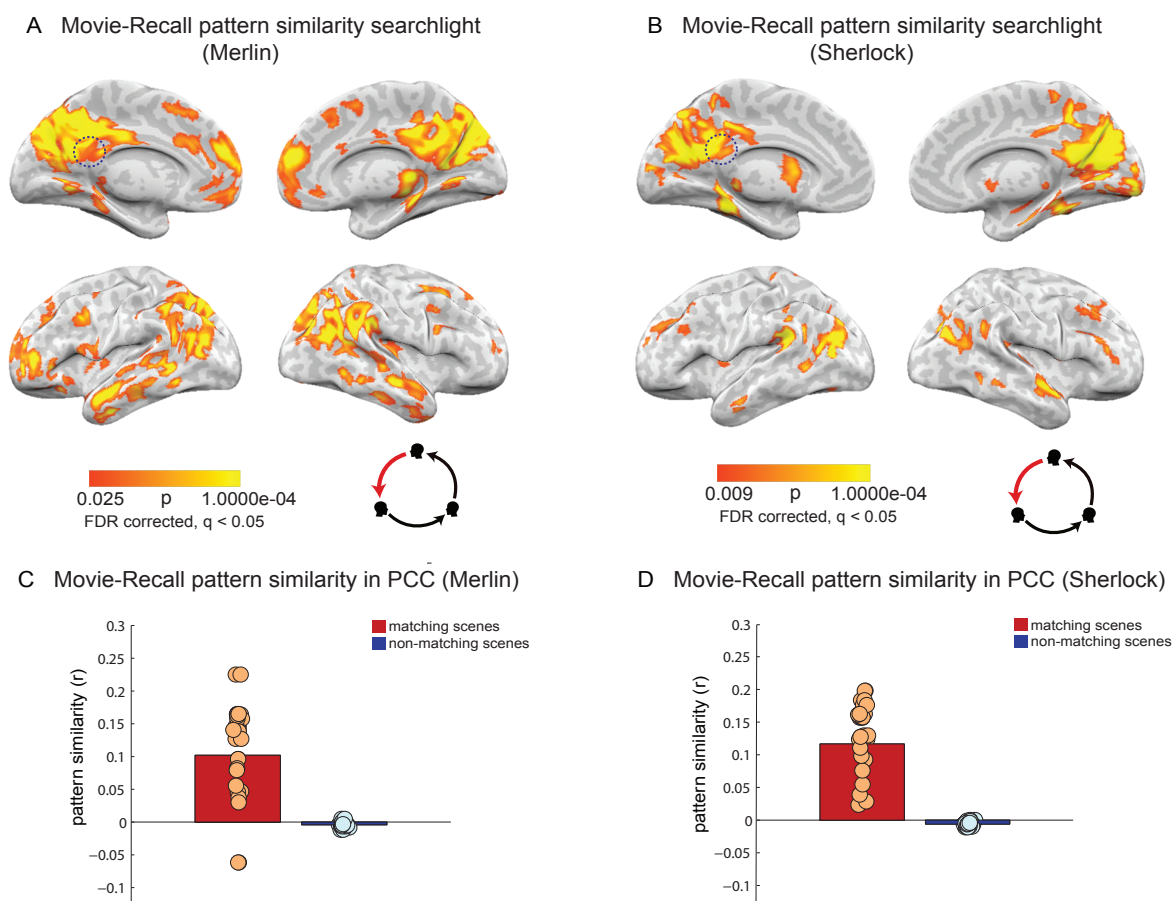 A Movie-Recall pattern similarity searchlight
(Merlin)
B Movie-Recall pattern similarity searchlight
(Sherlock)
0.025 p 1.0000e-04
FDR corrected, q < 0.05
0.009 p 1.0000e-04
FDR corrected, q < 0.05
C Movie-Recall pattern similarity in PCC (Merlin)
matching scenes
non-matching scenes
pattern similarity (r)
0.3
0.25
0.2
0.15
0.1
0.05
0
−0.05
−0.1
D Movie-Recall pattern similarity in PCC (Sherlock)
matching scenes
non-matching scenes
pattern similarity (r)
0.3
0.25
0.2
0.15
0.1
0.05
0
−0.05
−0.1